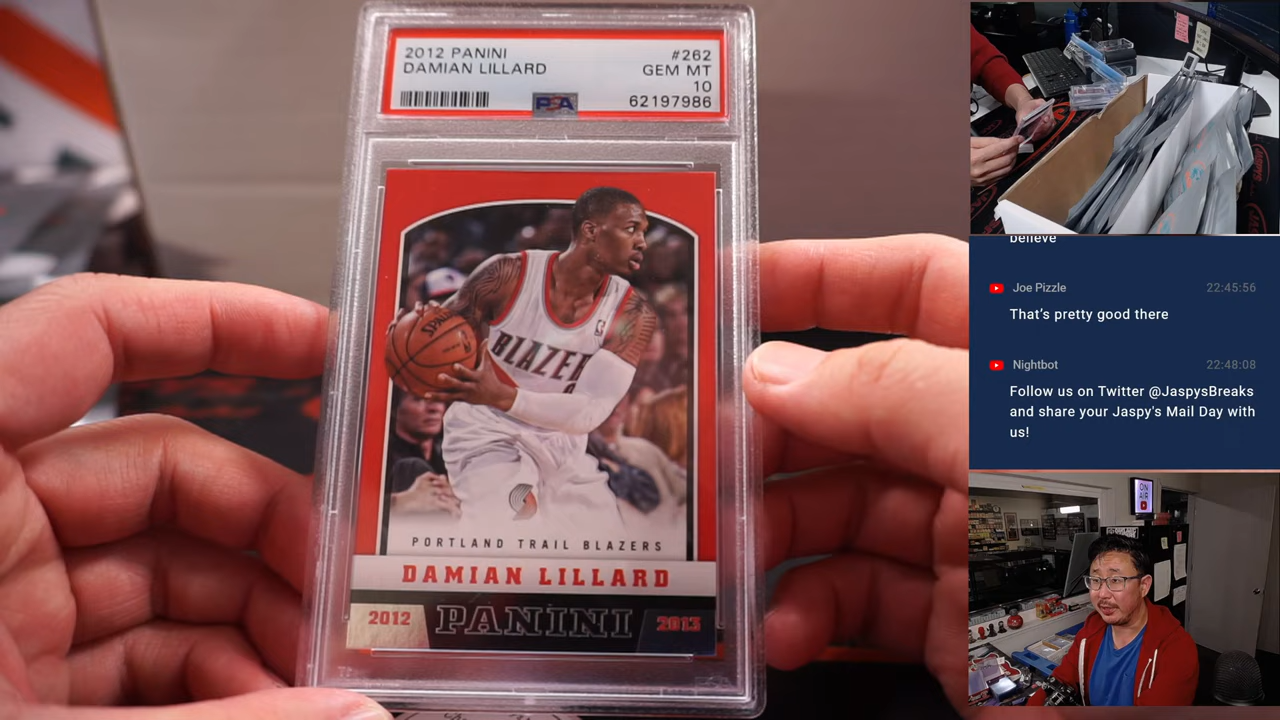 2012 PANINI
DAMIAN LILLARD
#262
GEM MT
10
62197986
PSA
SPALDING
BLAZER
PORTLAND TRAIL BLAZERS
DAMIAN LILLARD
2012
PANINI
2013
believe
Joe Pizzle
22:45:56
That's pretty good there
Nightbot
22:48:08
Follow us on Twitter @JaspysBreaks
and share your Jaspy's Mail Day with
us!
ON
AIR